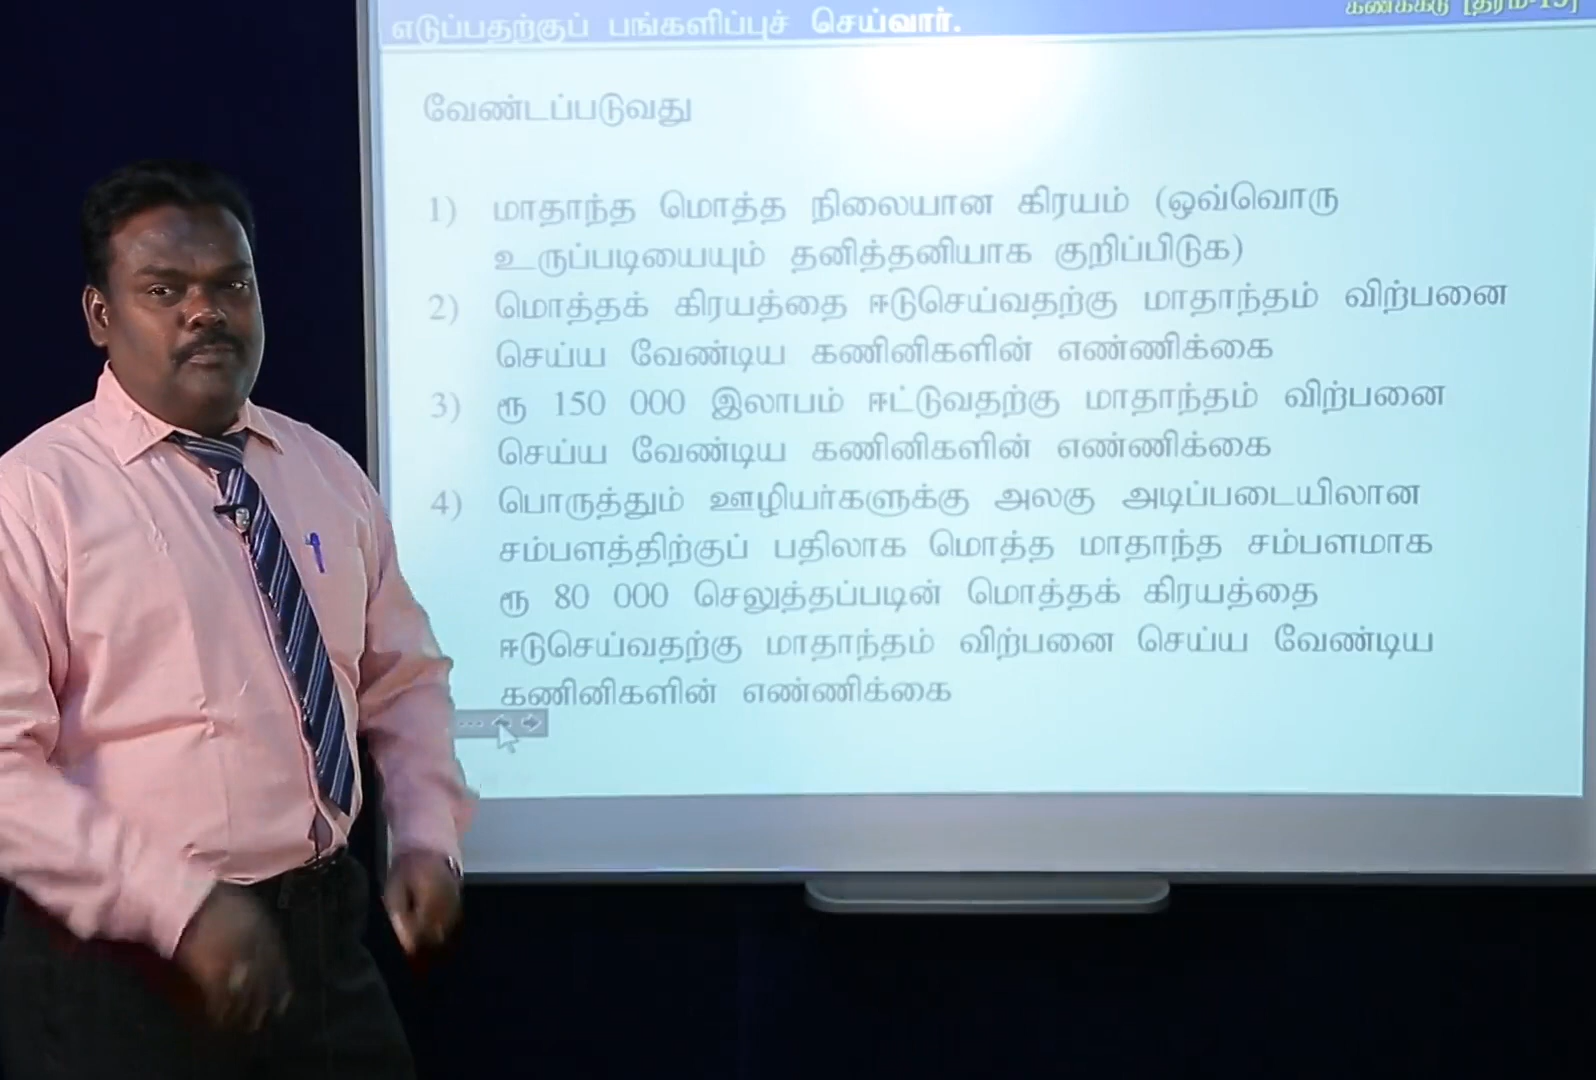 எடுப்பதற்குப் பங்களிப்புச் செய்வார்.
கணக்கீடு [தரம்-13]
வேண்டப்படுவது
1) மாதாந்த மொத்த நிலையான கிரயம் (ஒவ்வொரு
உருப்படியையும் தனித்தனியாக குறிப்பிடுக)
2) மொத்தக் கிரயத்தை ஈடுசெய்வதற்கு மாதாந்தம் விற்பனை
செய்ய வேண்டிய கணினிகளின் எண்ணிக்கை
3) ரூ 150 000 இலாபம் ஈட்டுவதற்கு மாதாந்தம் விற்பனை
செய்ய வேண்டிய கணினிகளின் எண்ணிக்கை
4) பொருத்தும் ஊழியர்களுக்கு அலகு அடிப்படையிலான
சம்பளத்திற்குப் பதிலாக மொத்த மாதாந்த சம்பளமாக
ரூ 80 000 செலுத்தப்படின் மொத்தக் கிரயத்தை
ஈடுசெய்வதற்கு மாதாந்தம் விற்பனை செய்ய வேண்டிய
கணினிகளின் எண்ணிக்கை